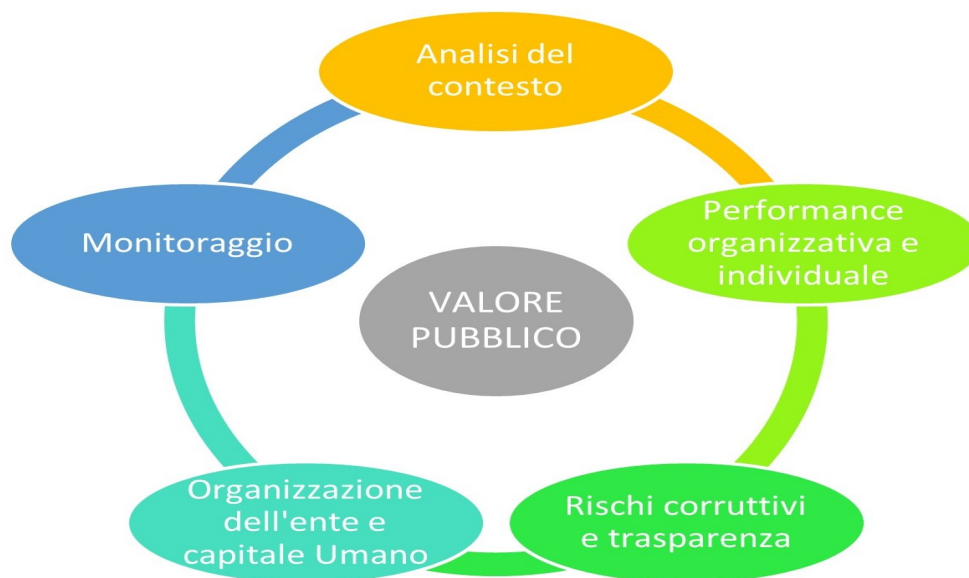 Analisi del
contesto
Performance
organizzativa e
individuale
Rischi corruttivi
e trasparenza
Organizzazione
dell'ente e
capitale Umano
Monitoraggio
VALORE
PUBBLICO